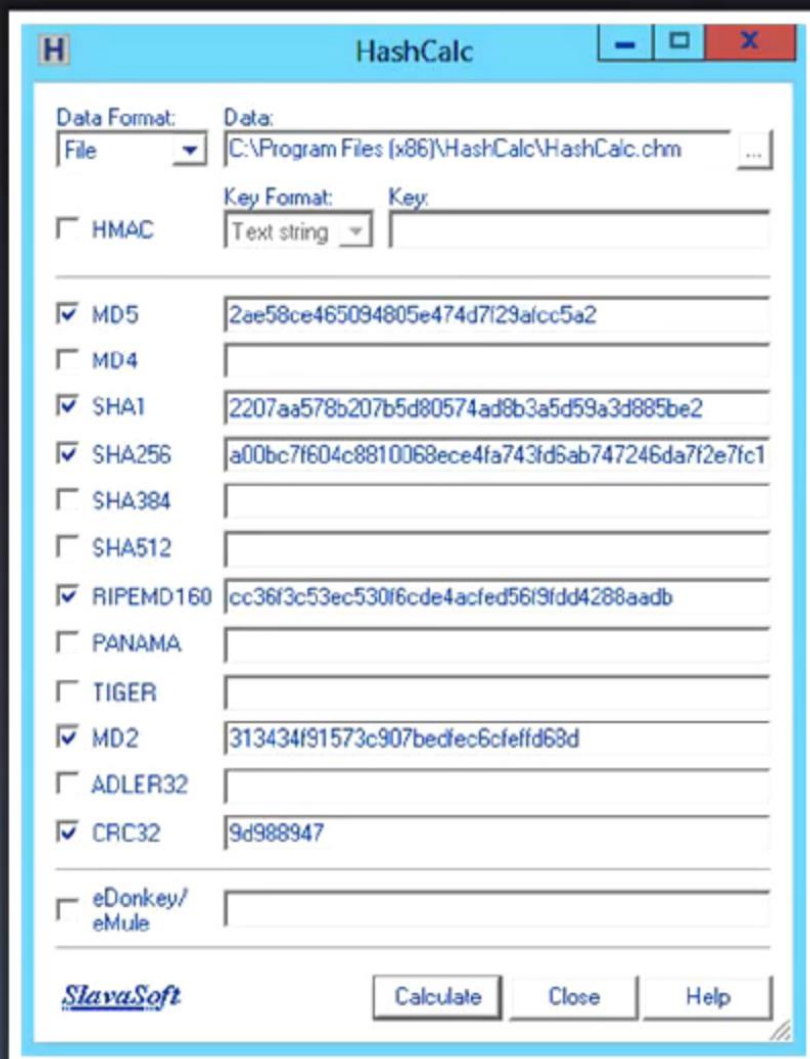 H HashCalc
Data Format: Data:
File C:\Program Files (x86)\HashCalc\HashCalc.chm ...
Key Format: Key:
HMAC Text string
MD5 2ae58ce465094805e474d7f29afcc5a2
MD4
SHA1 2207aa578b207b5d80574ad8b3a5d59a3d885be2
SHA256 a00bc7f604c8810068ece4fa743fd6ab747246da7f2e7fc1
SHA384
SHA512
RIPEMD160 cc36f3c53ec530f6cde4acfed56f9fdd4288aadb
PANAMA
TIGER
MD2 313434f91573c907bedfec6cfeffd68d
ADLER32
CRC32 9d988947
eDonkey/
eMule
SlavaSoft Calculate Close Help